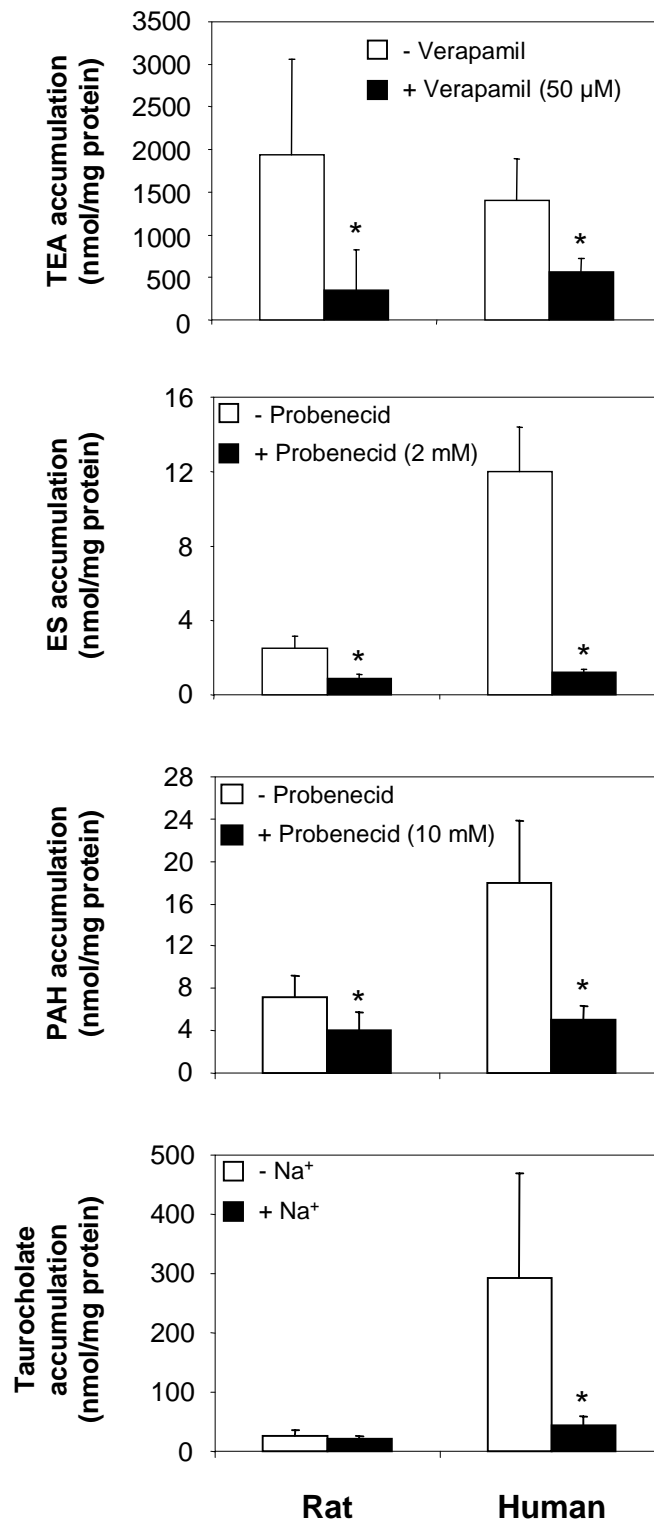 TEA accumulation
(nmol/mg protein)
3500
3000
2500
2000
1500
1000
500
0
- Verapamil
+ Verapamil (50 µM)
*
*
ES accumulation
(nmol/mg protein)
16
12
8
4
0
- Probenecid
+ Probenecid (2 mM)
*
*
PAH accumulation
(nmol/mg protein)
28
24
20
16
12
8
4
0
- Probenecid
+ Probenecid (10 mM)
*
*
Taurocholate
accumulation
(nmol/mg protein)
500
400
300
200
100
0
- Na⁺
+ Na⁺
*
Rat Human